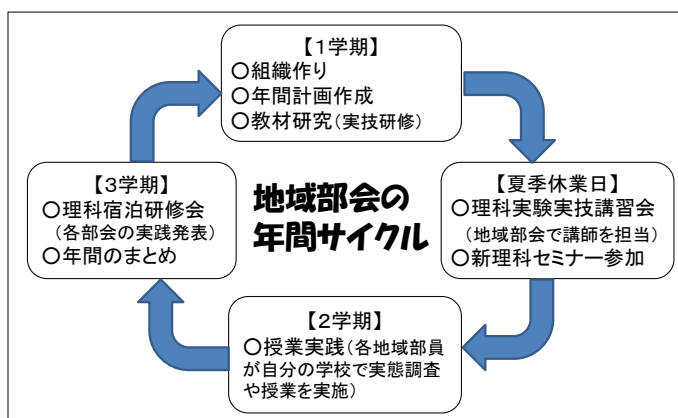 【1学期】
○組織作り
○年間計画作成
○教材研究(実技研修)
【夏季休業日】
○理科実験実技講習会
(地域部会で講師を担当)
○新理科セミナー参加
【2学期】
○授業実践(各地域部員
が自分の学校で実態調査
や授業を実施)
【3学期】
○理科宿泊研修会
(各部会の実践発表)
○年間のまとめ
地域部会の
年間サイクル